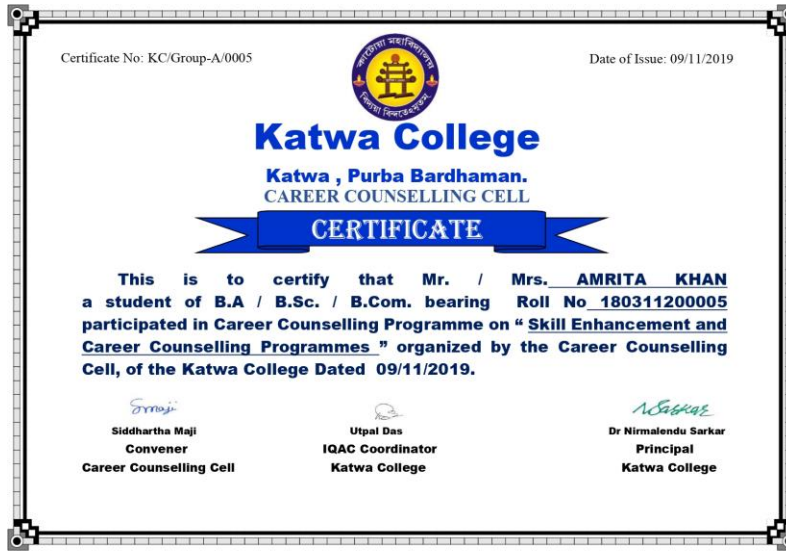 Certificate No: KC/Group-A/0005
Date of Issue: 09/11/2019
কাটোয়া মহাবিদ্যালয়
Katwa College
Katwa , Purba Bardhaman.
CAREER COUNSELLING CELL
CERTIFICATE
This is to certify that Mr. / Mrs. AMRITA KHAN
a student of B.A / B.Sc. / B.Com. bearing Roll No 180311200005
participated in Career Counselling Programme on “ Skill Enhancement and
Career Counselling Programmes ” organized by the Career Counselling
Cell, of the Katwa College Dated 09/11/2019.
Smaji
NSarkar
Siddhartha Maji
Utpal Das
Dr Nirmalendu Sarkar
Convener
IQAC Coordinator
Principal
Career Counselling Cell
Katwa College
Katwa College